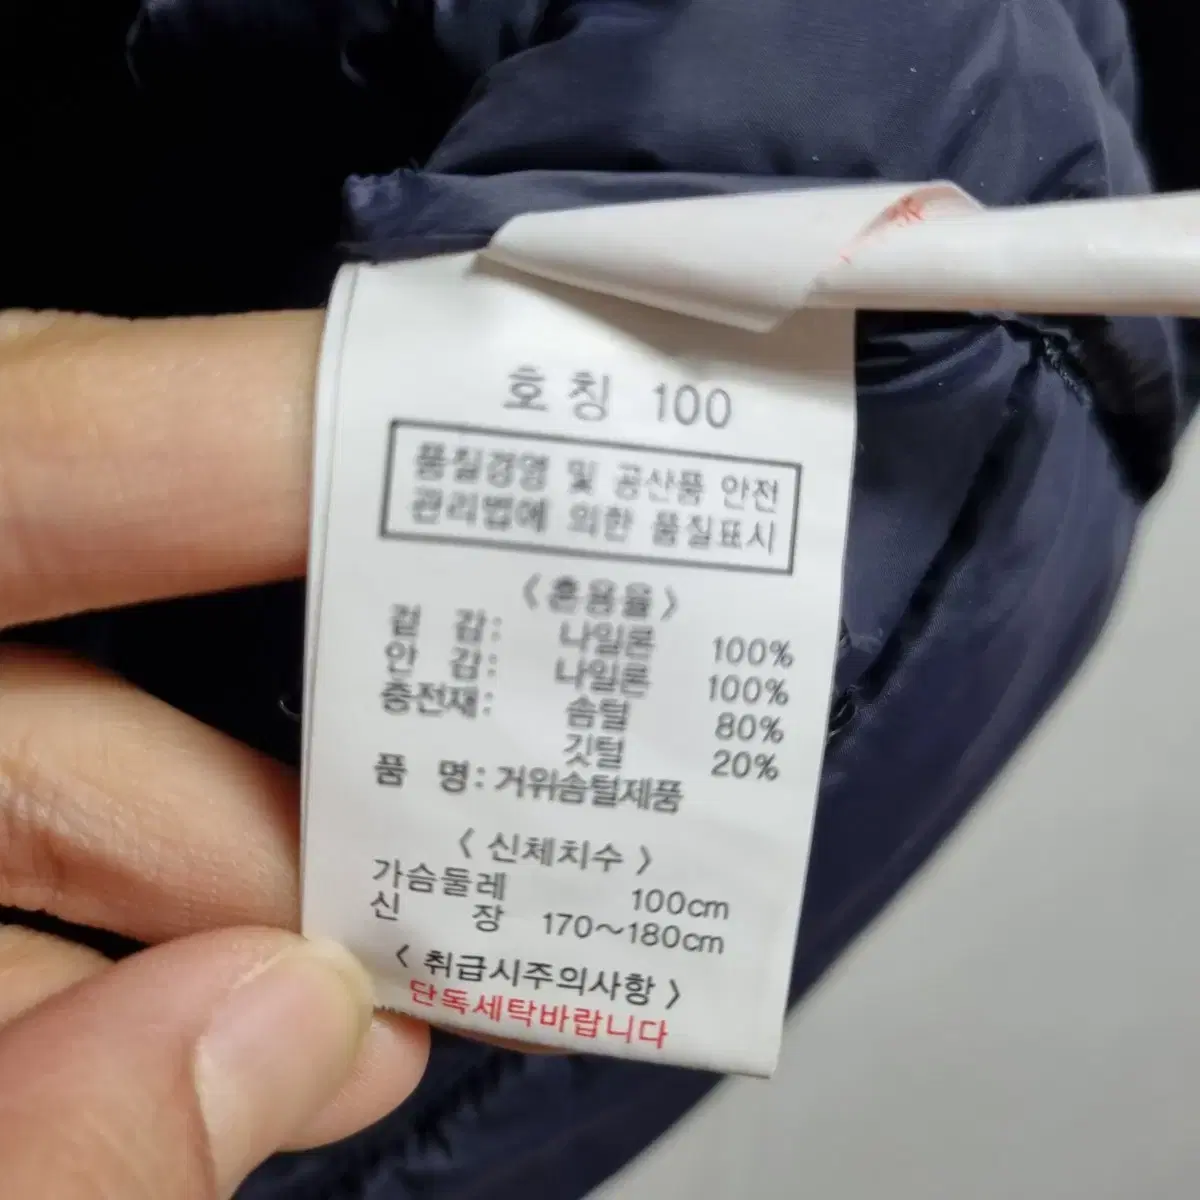 호칭 100
품질경영 및 공산품 안전
관리법에 의한 품질표시
< 혼용율 >
겉 감: 나일론 100%
안 감: 나일론 100%
충전재: 솜털 80%
깃털 20%
품 명: 거위솜털제품
< 신체치수 >
가슴둘레 100cm
신 장 170~180cm
< 취급시주의사항 >
단독세탁바랍니다